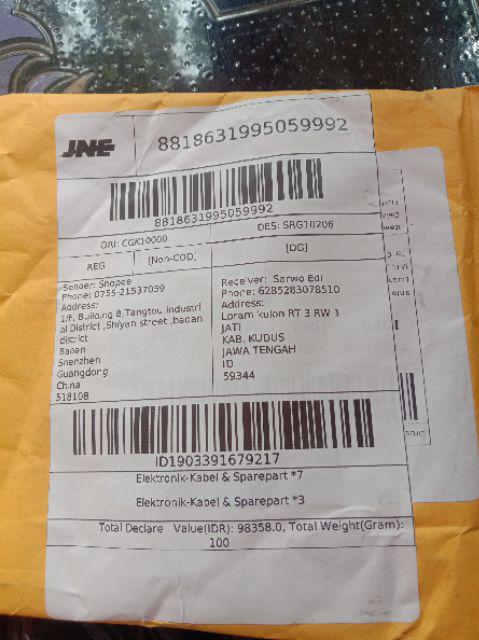 JNE
8818631995059992
8818631995059992
ORI: CGK10000 DES: SRG10206
REG [Non-COD] [DG]
Sender: Shopee
Phone: 0755-21537059
Address:
1/F, Building 8,Tangtou industri
al District ,Shiyan street ,baoan
district
Baoan
Shenzhen
Guangdong
China
518108
Receiver: Sarwo Edi
Phone: 6285283078510
Address:
Loram kulon RT 3 RW 1
JATI
KAB. KUDUS
JAWA TENGAH
ID
59344
ID1903391679217
Elektronik-Kabel & Sparepart *7
Elektronik-Kabel & Sparepart *3
Total Declare Value(IDR): 98358.0, Total Weight(Gram):
100